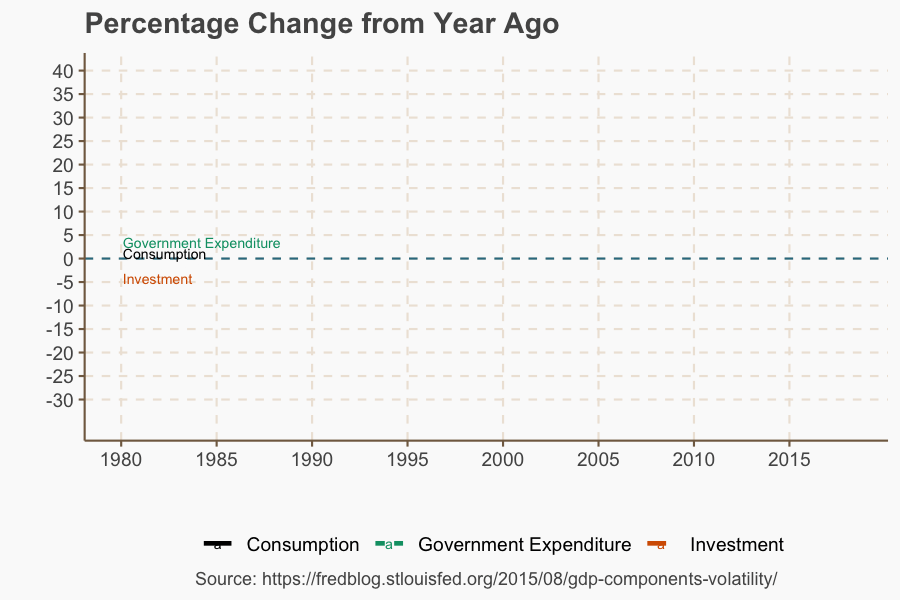 Percentage Change from Year Ago
40
35
30
25
20
15
10
5
Government Expenditure
Consumption
0
Investment
-5
-10
-15
-20
-25
-30
1980 1985 1990 1995 2000 2005 2010 2015
a Consumption a Government Expenditure a Investment
Source: https://fredblog.stlouisfed.org/2015/08/gdp-components-volatility/